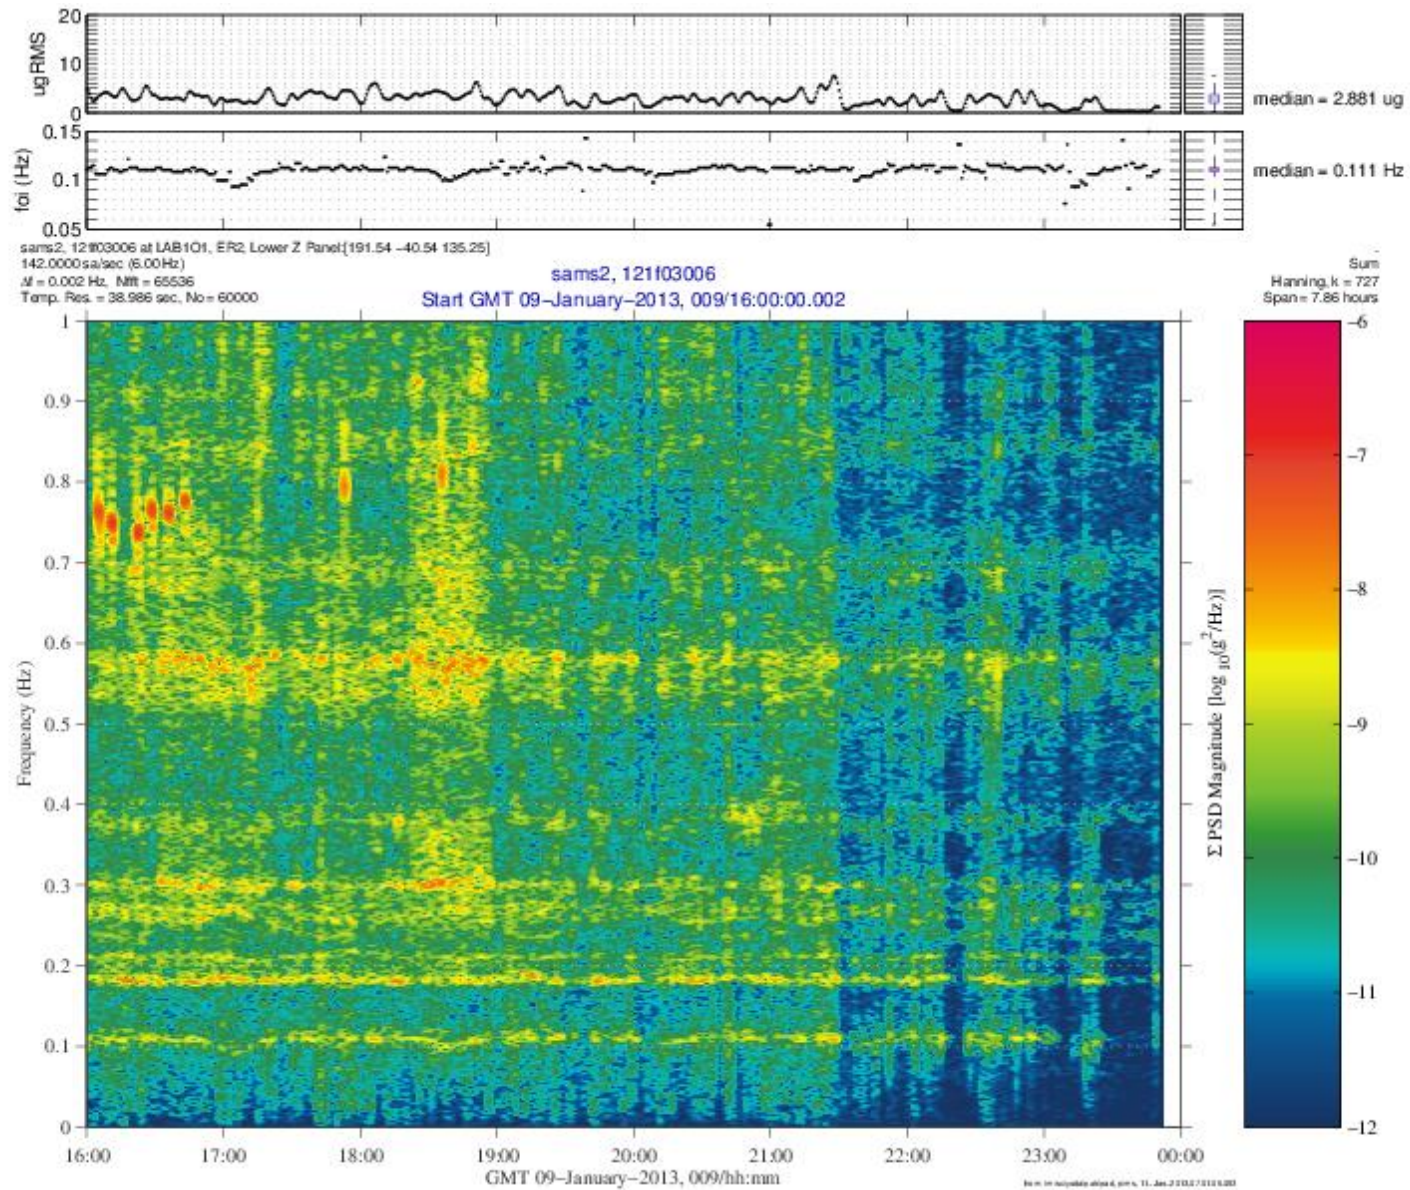 20
10
0
ugRMS
median = 2.881 ug
0.15
0.1
0.05
foi (Hz)
median = 0.111 Hz
sams2, 121f03006 at LAB1O1, ER2, Lower Z Panel:[191.54 −40.54 135.25]
142.0000 sa/sec (6.00 Hz)
Δf = 0.002 Hz, Nfft = 65536
Temp. Res. = 38.986 sec, No = 60000
sams2, 121f03006
Start GMT 09−January−2013, 009/16:00:00.002
Sum
Hanning, k = 727
Span = 7.86 hours
1
0.9
0.8
0.7
0.6
0.5
0.4
0.3
0.2
0.1
0
Frequency (Hz)
16:00 17:00 18:00 19:00 20:00 21:00 22:00 23:00 00:00
GMT 09−January−2013, 009/hh:mm
−6
−7
−8
−9
−10
−11
−12
Σ PSD Magnitude [log10(g2/Hz)]